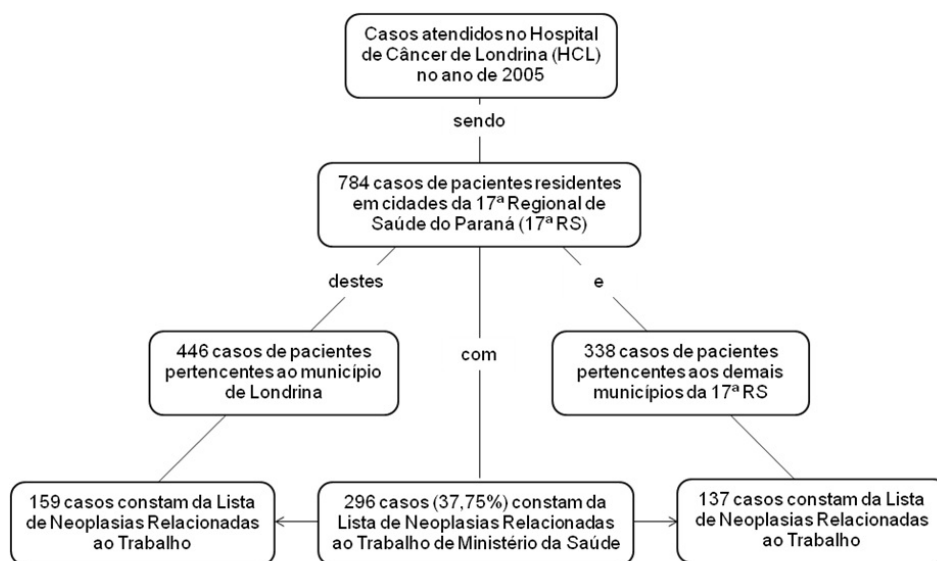 Casos atendidos no Hospital
de Câncer de Londrina (HCL)
no ano de 2005
sendo
784 casos de pacientes residentes
em cidades da 17ª Regional de
Saúde do Paraná (17ª RS)
destes
e
446 casos de pacientes
pertencentes ao município
de Londrina
com
338 casos de pacientes
pertencentes aos demais
municípios da 17ª RS
159 casos constam da Lista
de Neoplasias Relacionadas
ao Trabalho
296 casos (37,75%) constam da
Lista de Neoplasias Relacionadas
ao Trabalho de Ministério da Saúde
137 casos constam da Lista
de Neoplasias Relacionadas
ao Trabalho